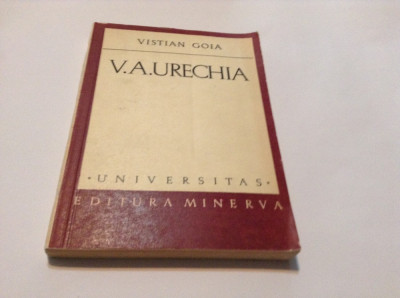 VISTIAN GOIA
V.A.URECHIA
·UNIVERSITAS·
EDITURA MINERVA